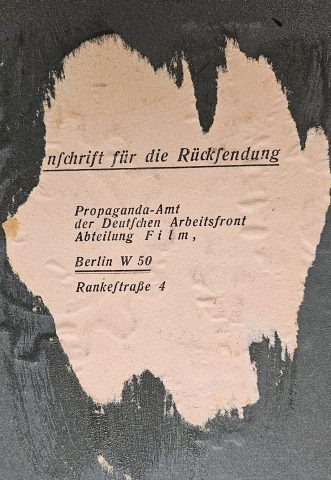 nſchrift für die Rückſendung
Propaganda-Amt
der Deutſchen Arbeitsfront
Abteilung Film,
Berlin W 50
Rankeſtraße 4